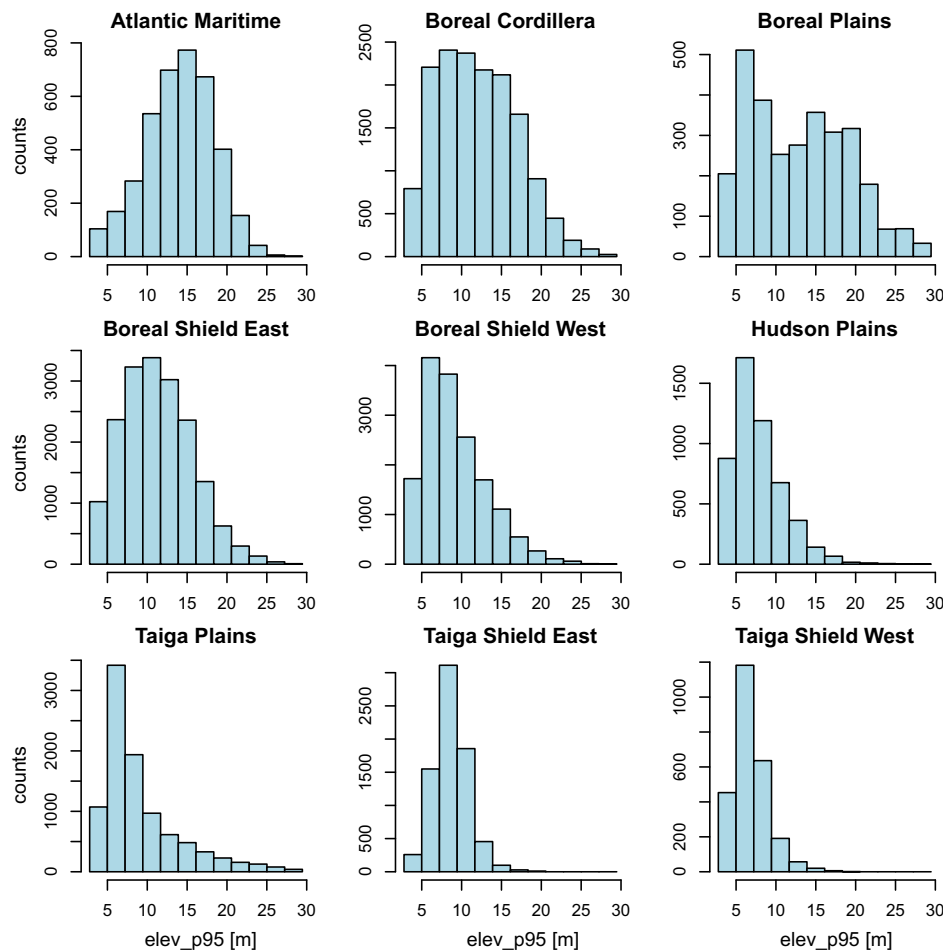 Atlantic Maritime
Boreal Cordillera
Boreal Plains
counts
0 200 400 600 800
0 500 1500 2500
0 100 300 500
5 10 15 20 25 30
5 10 15 20 25 30
5 10 15 20 25 30
Boreal Shield East
Boreal Shield West
Hudson Plains
counts
0 1000 2000 3000
0 1000 3000
0 500 1000 1500
5 10 15 20 25 30
5 10 15 20 25 30
5 10 15 20 25 30
Taiga Plains
Taiga Shield East
Taiga Shield West
counts
0 1000 2000 3000
0 500 1500 2500
0 200 600 1000
5 10 15 20 25 30
5 10 15 20 25 30
5 10 15 20 25 30
elev_p95 [m]
elev_p95 [m]
elev_p95 [m]